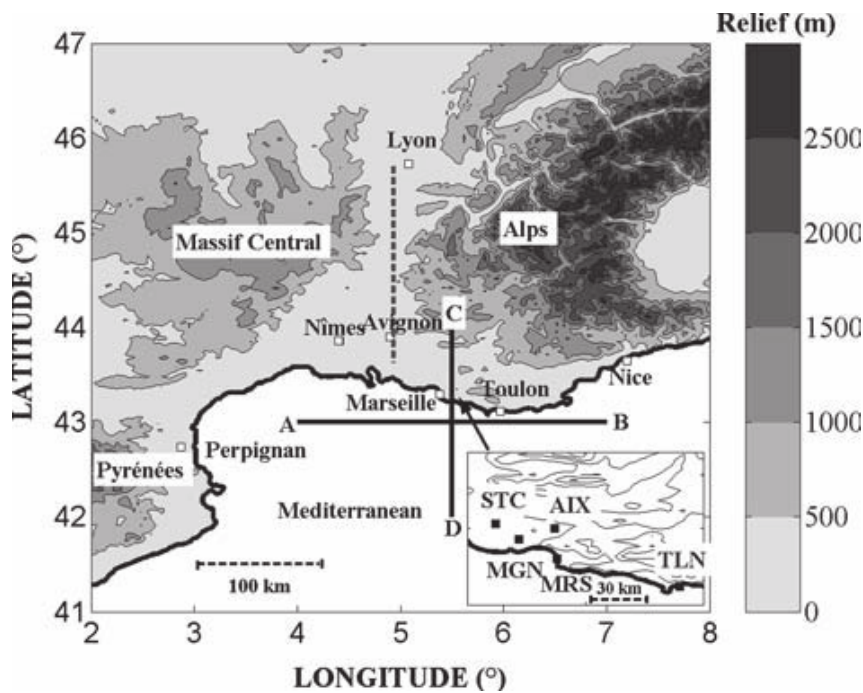 Relief (m)
47
46
45
44
43
42
41
LATITUDE (°)
2
3
4
5
6
7
8
LONGITUDE (°)
2500
2000
1500
1000
500
0
Lyon
Massif Central
Alps
C
Nîmes
Avignon
Nice
Toulon
Marseille
A
B
Perpignan
Pyrénées
Mediterranean
D
100 km
STC
AIX
TLN
MGN
MRS
30 km